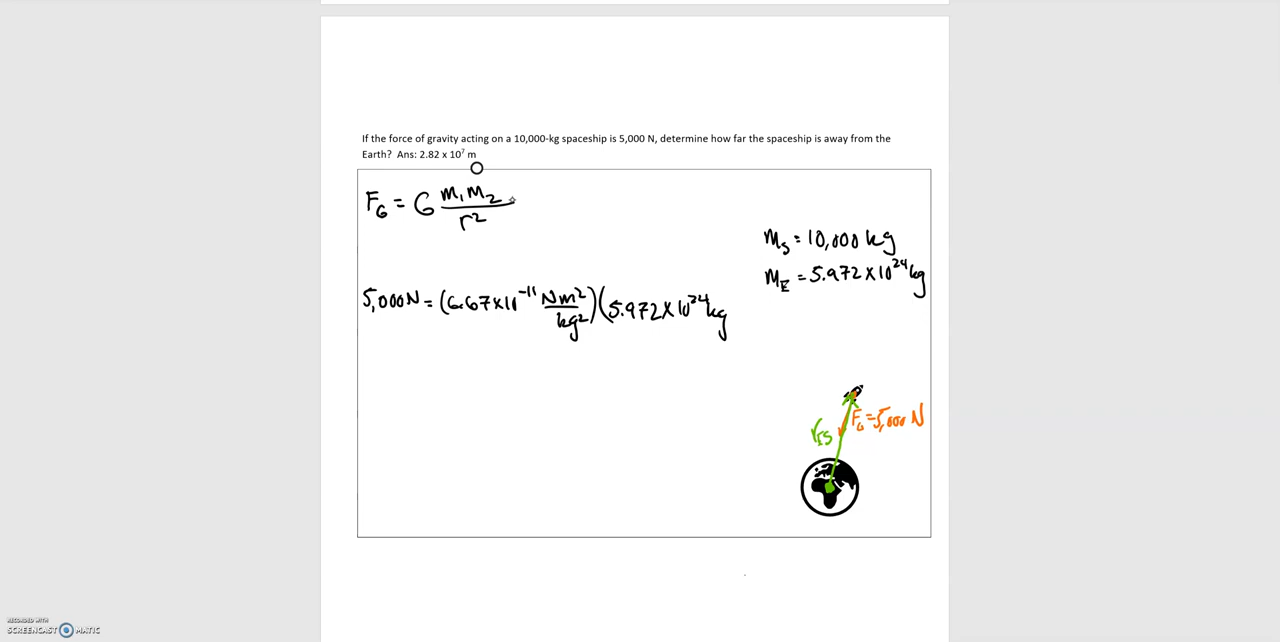 If the force of gravity acting on a 10,000-kg spaceship is 5,000 N, determine how far the spaceship is away from the
Earth?  Ans: 2.82 x 10⁷ m
F_G = G m₁ m₂ / r²
m_s = 10,000 kg
m_E = 5.972 x 10²⁴ kg
5,000 N = (6.67 x 10⁻¹¹ Nm² / kg²)(5.972 x 10²⁴ kg
F_G = 5,000 N
r_ES
RECORDED WITH
SCREENCAST MATIC